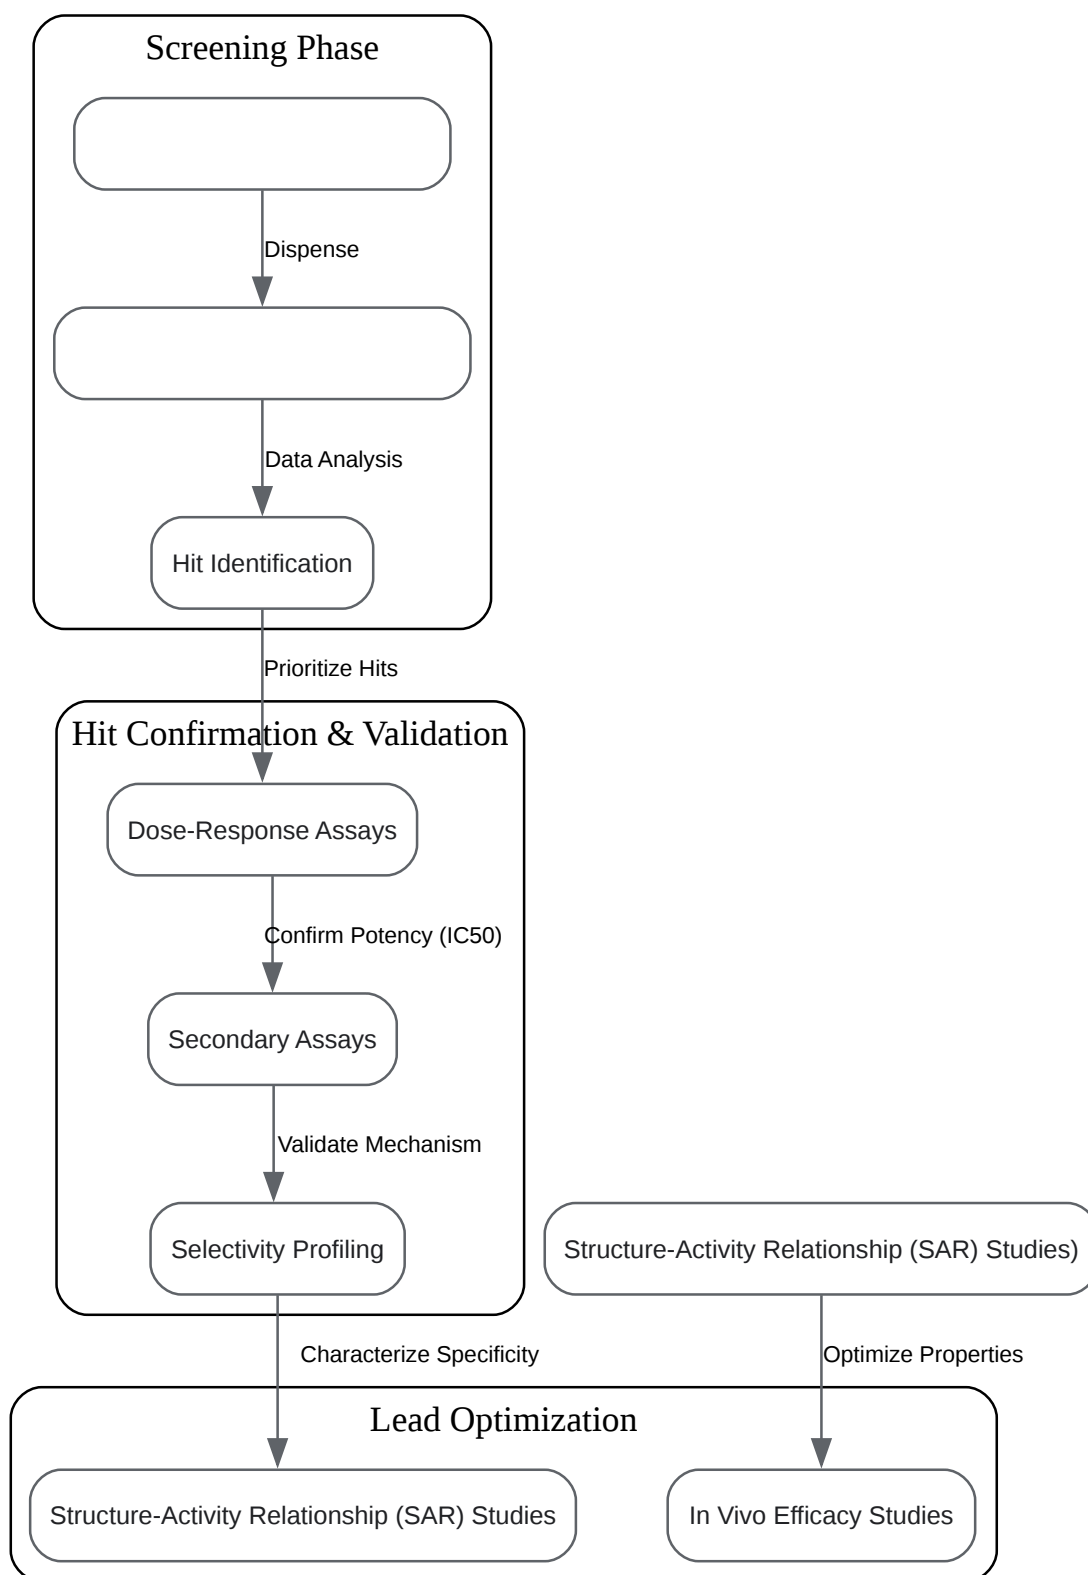 Screening Phase
Dispense
Data Analysis
Hit Identification
Prioritize Hits
Hit Confirmation & Validation
Dose-Response Assays
Confirm Potency (IC50)
Secondary Assays
Validate Mechanism
Selectivity Profiling
Structure-Activity Relationship (SAR) Studies)
Characterize Specificity
Optimize Properties
Lead Optimization
Structure-Activity Relationship (SAR) Studies
In Vivo Efficacy Studies